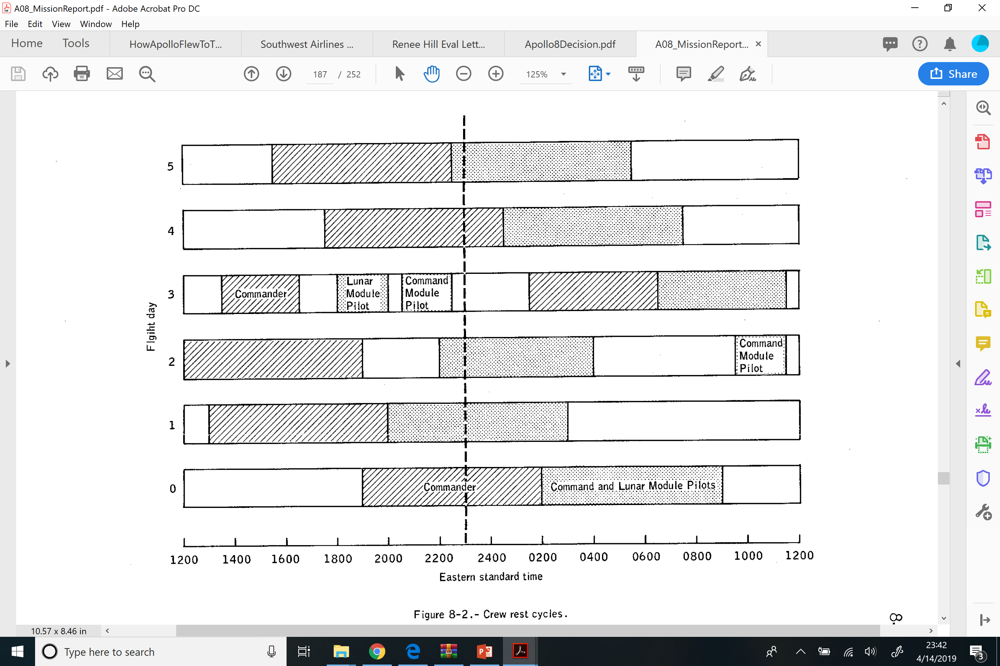 A08_MissionReport.pdf - Adobe Acrobat Pro DC
File Edit View Window Help
Home Tools HowApolloFlewToT... Southwest Airlines ... Renee Hill Eval Lett... Apollo8Decision.pdf A08_MissionReport... ×
187 / 252 125% Share
5
4
3 Commander
Lunar
Module
Pilot
Command
Module
Pilot
Flgiht day
2
Command
Module
Pilot
1
0 Commander Command and Lunar Module Pilots
1200 1400 1600 1800 2000 2200 2400 0200 0400 0600 0800 1000 1200
Eastern standard time
Figure 8-2.- Crew rest cycles.
8
10.57 x 8.46 in
Type here to search
23:42
4/14/2019
3